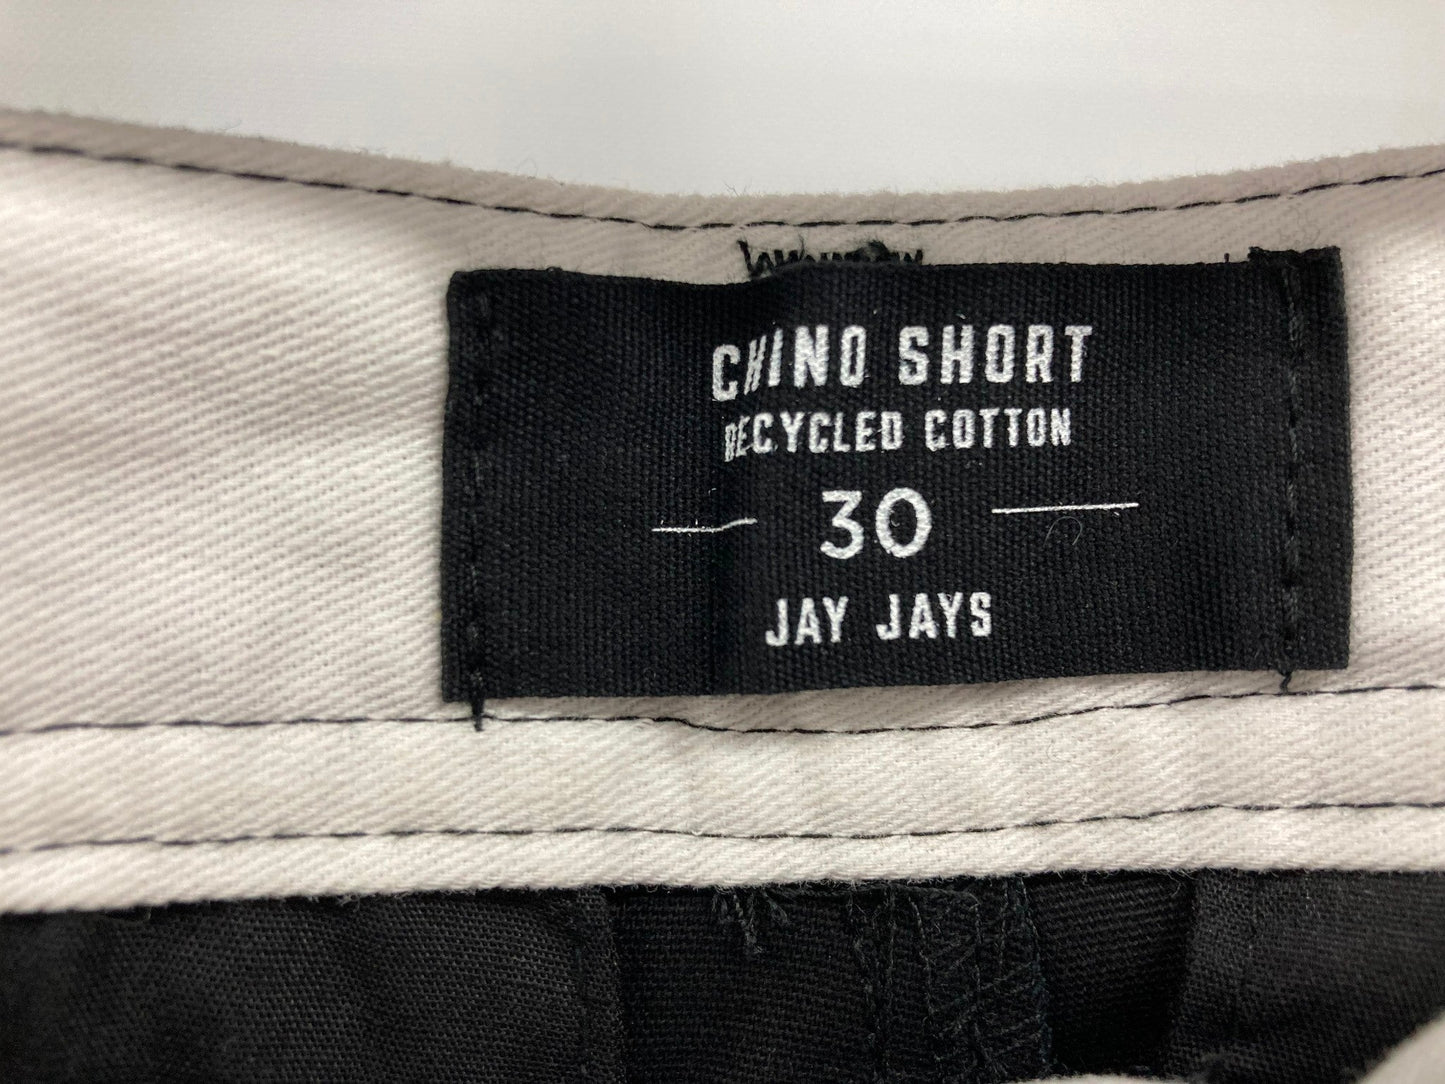 CHINO SHORT
RECYCLED COTTON
30
JAY JAYS